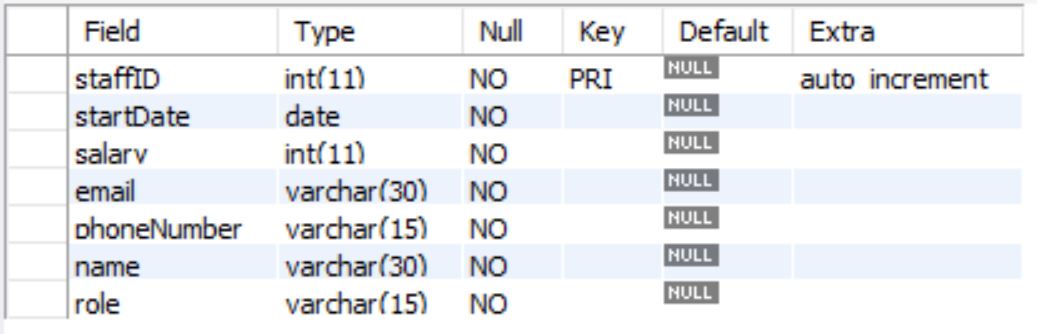 Field Type Null Key Default Extra
staffID int(11) NO PRI NULL auto increment
startDate date NO NULL
salary int(11) NO NULL
email varchar(30) NO NULL
phoneNumber varchar(15) NO NULL
name varchar(30) NO NULL
role varchar(15) NO NULL